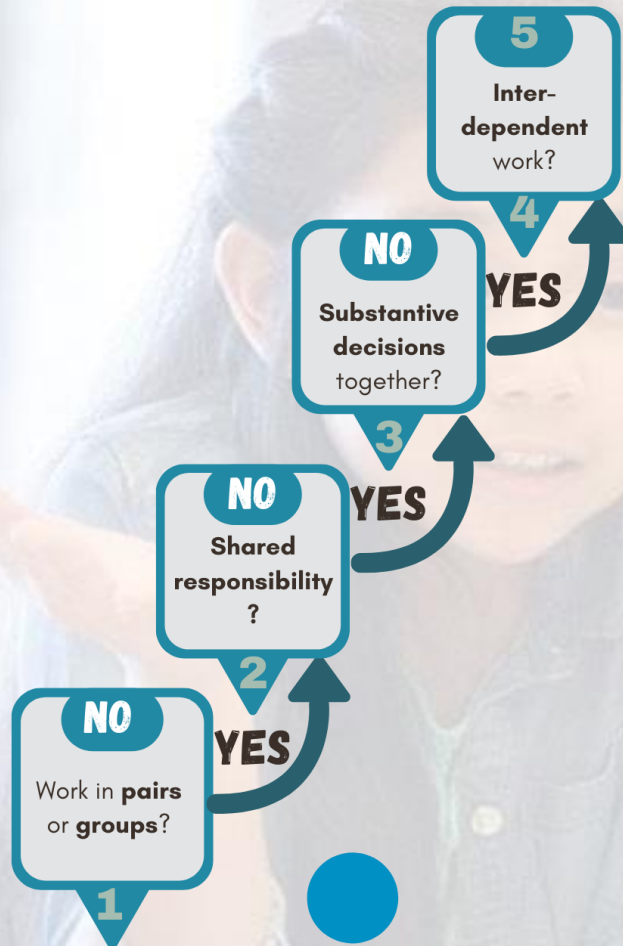 5
Inter-
dependent
work?
4
NO
YES
Substantive
decisions
together?
3
NO
YES
Shared
responsibility
?
2
NO
YES
Work in pairs
or groups?
1